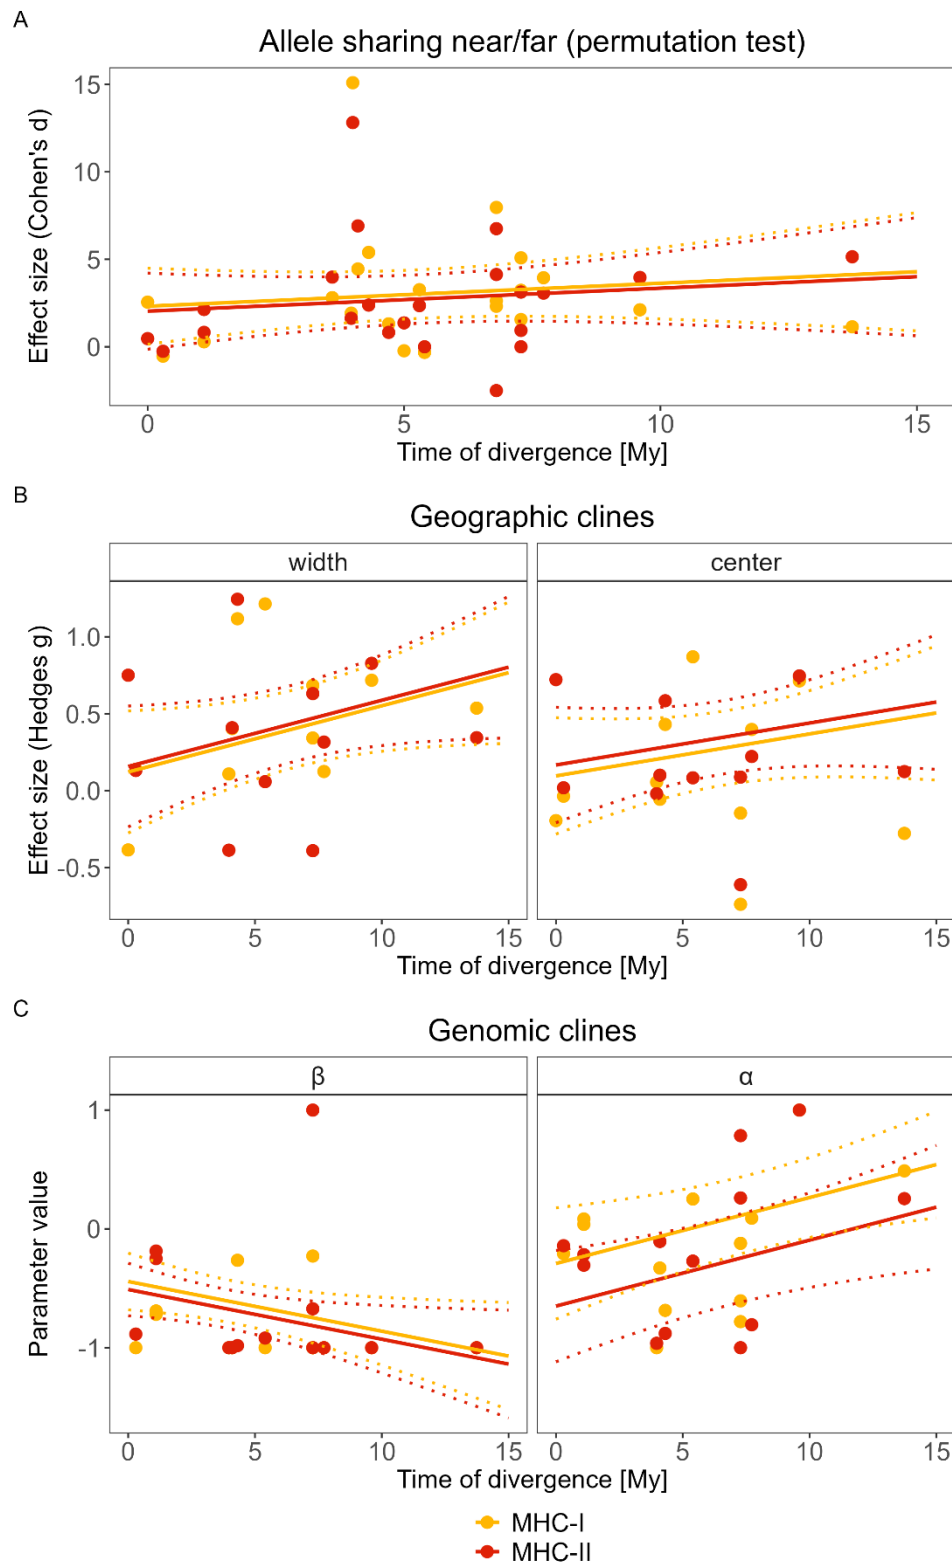 A
Allele sharing near/far (permutation test)
Effect size (Cohen's d)
15
10
5
0
0 5 10 15
Time of divergence [My]
B
Geographic clines
width center
Effect size (Hedges g)
1.0
0.5
0.0
-0.5
0 5 10 15 0 5 10 15
Time of divergence [My]
C
Genomic clines
β α
Parameter value
1
0
-1
0 5 10 15 0 5 10 15
Time of divergence [My]
MHC-I
MHC-II